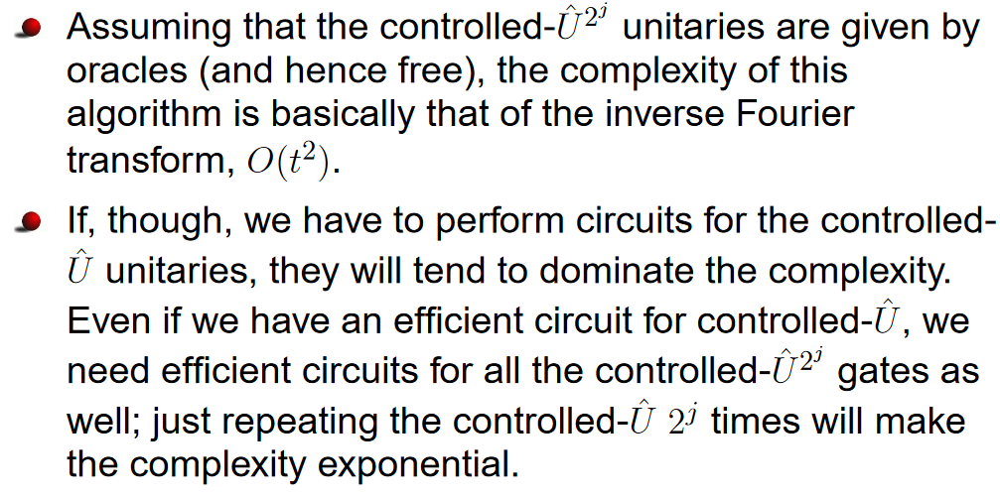 Assuming that the controlled-$\hat{U}^{2^j}$ unitaries are given by
oracles (and hence free), the complexity of this
algorithm is basically that of the inverse Fourier
transform, $O(t^2)$.
If, though, we have to perform circuits for the controlled-
$\hat{U}$ unitaries, they will tend to dominate the complexity.
Even if we have an efficient circuit for controlled-$\hat{U}$, we
need efficient circuits for all the controlled-$\hat{U}^{2^j}$ gates as
well; just repeating the controlled-$\hat{U}$ $2^j$ times will make
the complexity exponential.